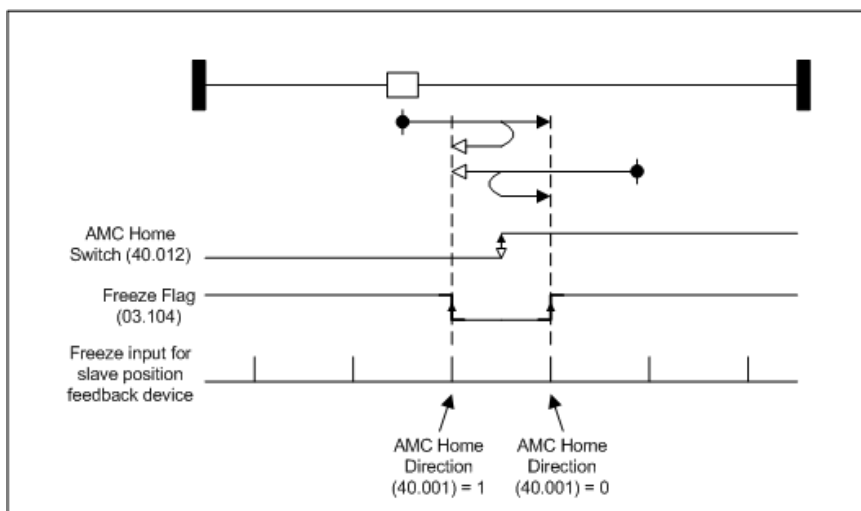 AMC Home
Switch (40.012)
Freeze Flag
(03.104)
Freeze input for
slave position
feedback device
AMC Home
Direction
(40.001) = 1
AMC Home
Direction
(40.001) = 0